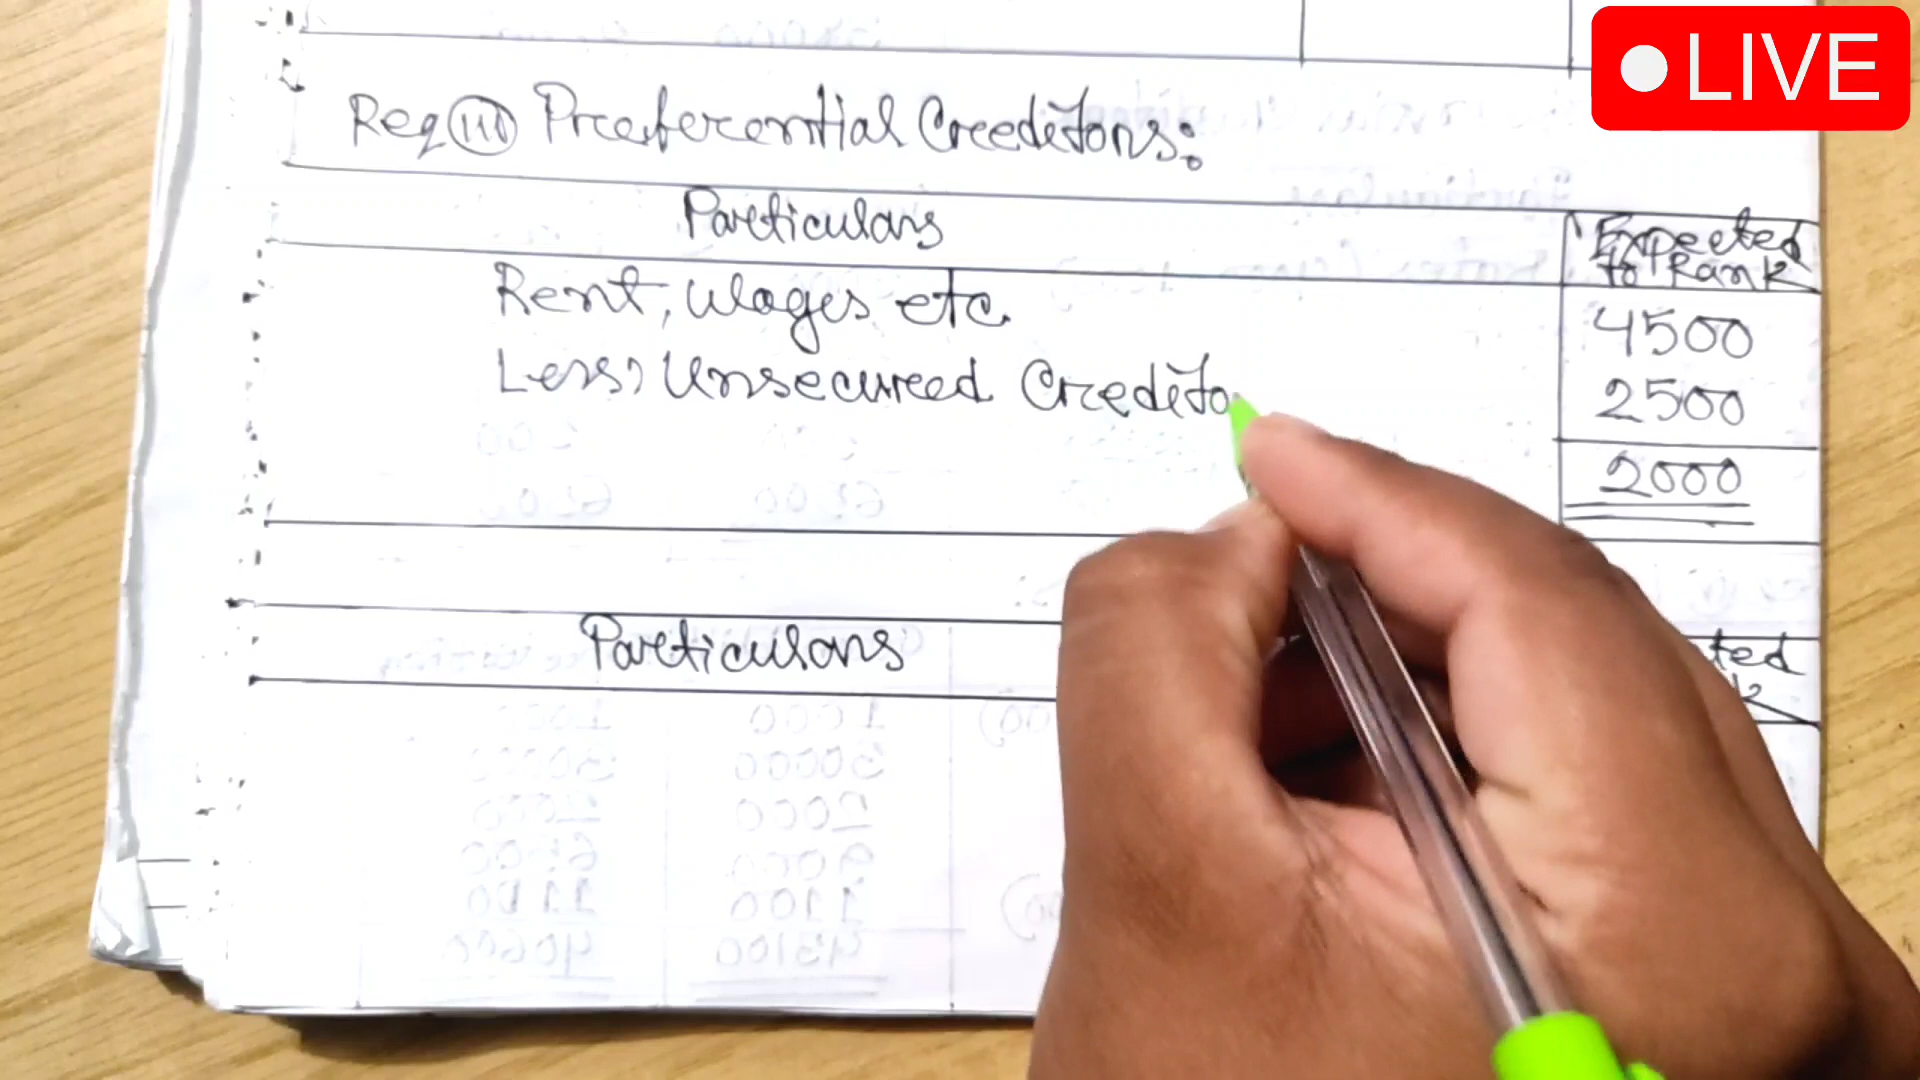 LIVE
Req (iii) Preferential Creditors:
Particulars
Expected
to Rank
Rent, Wages etc.
4500
Less: Unsecured Credito
2500
2000
Particulars
ted
k